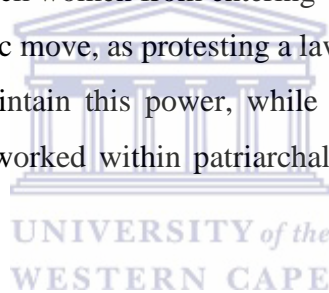 women from entering
c move, as protesting a law
intain this power, while
worked within patriarchal
UNIVERSITY of the
WESTERN CAPE